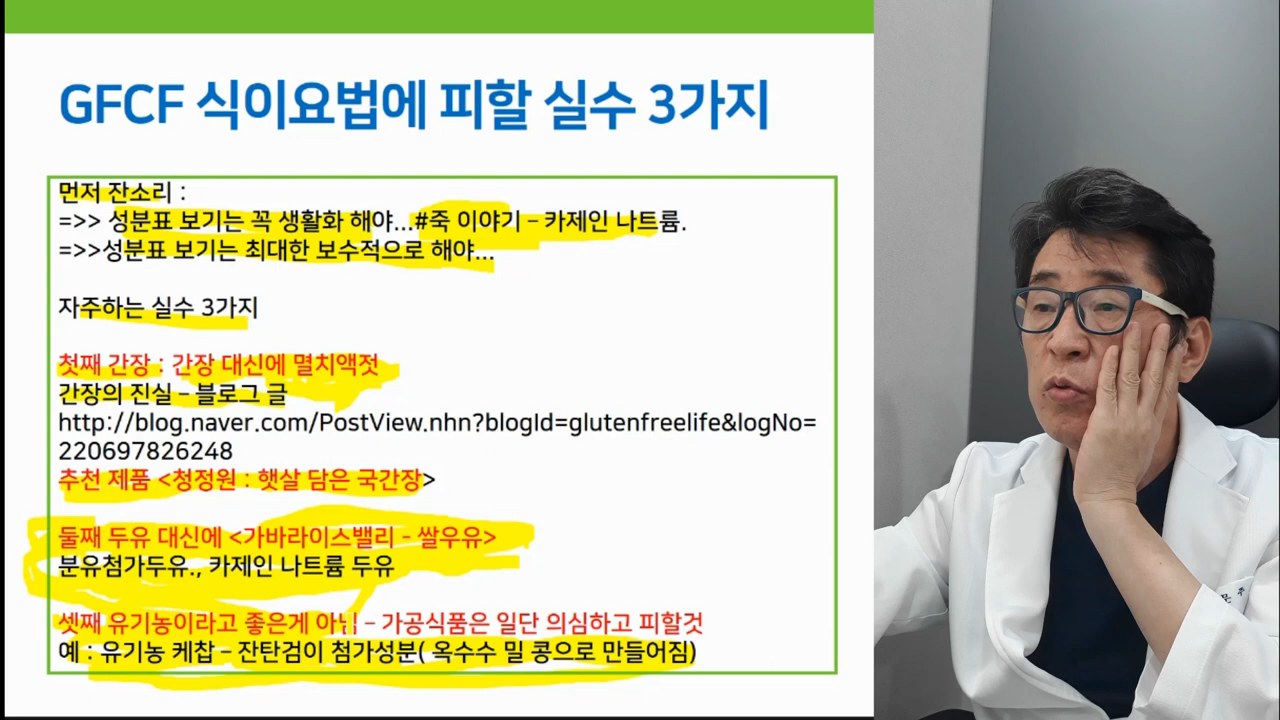 GFCF 식이요법에 피할 실수 3가지
먼저 잔소리 :
=>> 성분표 보기는 꼭 생활화 해야...#죽 이야기 – 카제인 나트륨.
=>>성분표 보기는 최대한 보수적으로 해야...
자주하는 실수 3가지
첫째 간장 : 간장 대신에 멸치액젓
간장의 진실 – 블로그 글
http://blog.naver.com/PostView.nhn?blogId=glutenfreelife&logNo=
220697826248
추천 제품 <청정원 : 햇살 담은 국간장>
둘째 두유 대신에 <가바라이스밸리 - 쌀우유>
분유첨가두유., 카제인 나트륨 두유
셋째 유기농이라고 좋은게 아님 – 가공식품은 일단 의심하고 피할것
예 : 유기농 케찹 – 잔탄검이 첨가성분( 옥수수 밀 콩으로 만들어짐)